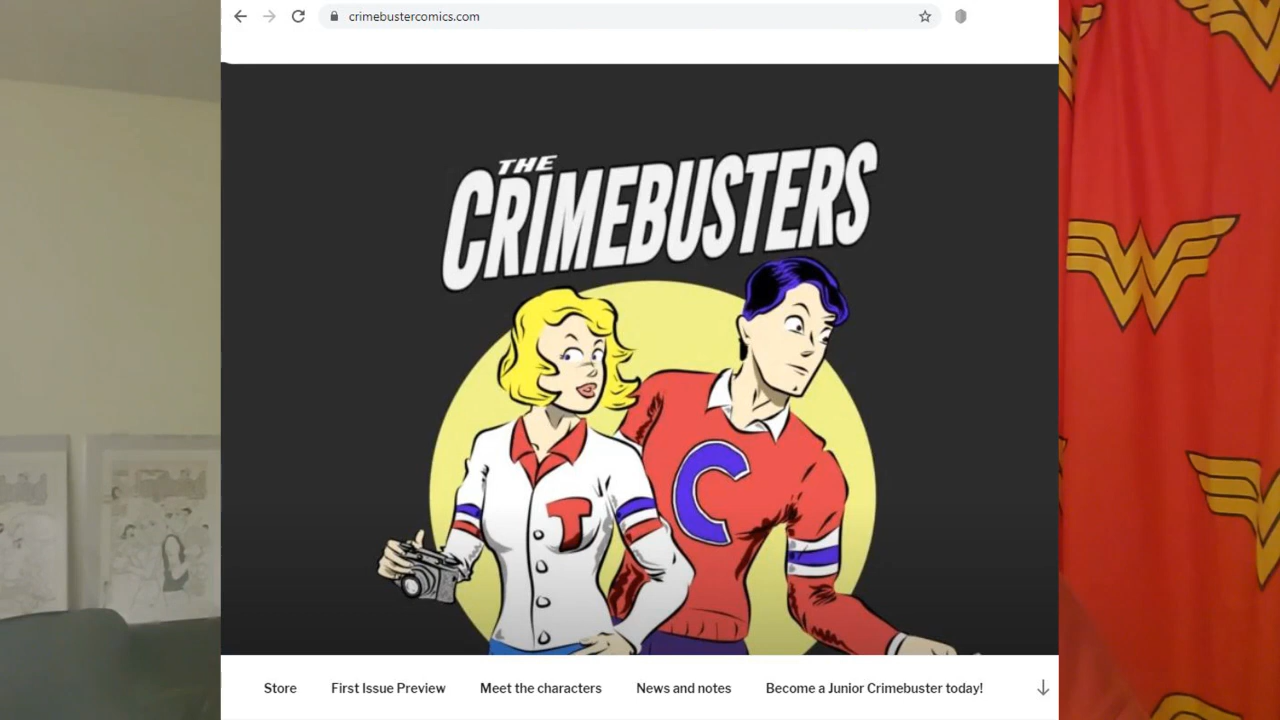 crimebustercomics.com
THE
CRIMEBUSTERS
T
C
Store
First Issue Preview
Meet the characters
News and notes
Become a Junior Crimebuster today!